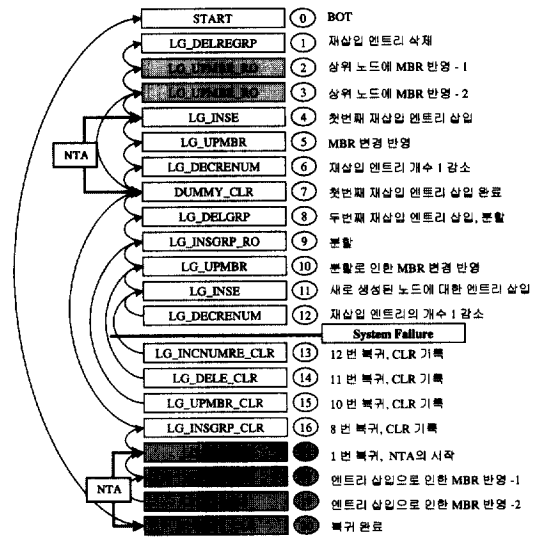 START 0 BOT
LG_DELREGRP 1 재삽입 엔트리 삭제
LG_UPMBR_RO 2 상위 노드에 MBR 반영 - 1
LG_UPMBR_RO 3 상위 노드에 MBR 반영 - 2
LG_INSE 4 첫번째 재삽입 엔트리 삽입
LG_UPMBR 5 MBR 변경 반영
NTA
LG_DECRENUM 6 재삽입 엔트리 개수 1 감소
DUMMY_CLR 7 첫번째 재삽입 엔트리 삽입 완료
LG_DELGRP 8 두번째 재삽입 엔트리 삽입, 분할
LG_INSGRP_RO 9 분할
LG_UPMBR 10 분할로 인한 MBR 변경 반영
LG_INSE 11 새로 생성된 노드에 대한 엔트리 삽입
LG_DECRENUM 12 재삽입 엔트리의 개수 1 감소
System Failure
LG_INCNUMRE_CLR 13 12 번 복귀, CLR 기록
LG_DELE_CLR 14 11 번 복귀, CLR 기록
LG_UPMBR_CLR 15 10 번 복귀, CLR 기록
LG_INSGRP_CLR 16 8 번 복귀, CLR 기록
1 번 복귀, NTA의 시작
엔트리 삽입으로 인한 MBR 반영 -1
NTA
엔트리 삽입으로 인한 MBR 반영 -2
복귀 완료